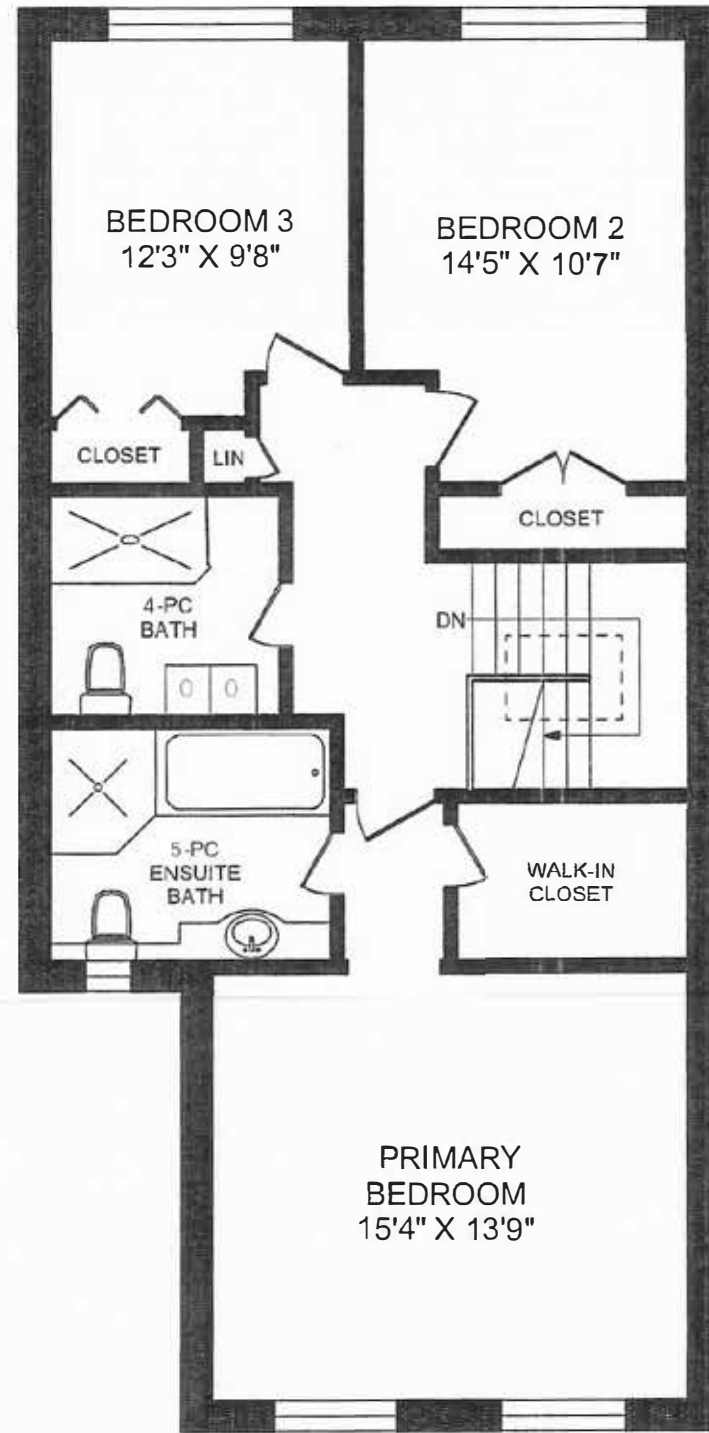 BEDROOM 3
12'3" X 9'8"
BEDROOM 2
14'5" X 10'7"
CLOSET
LIN
CLOSET
4-PC
BATH
DN
5-PC
ENSUITE
BATH
WALK-IN
CLOSET
PRIMARY
BEDROOM
15'4" X 13'9"